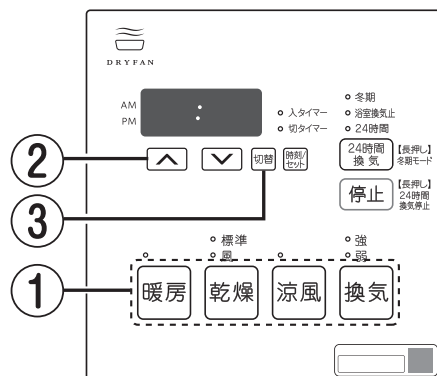 DRYFAN
AM
PM
:
入タイマー
切タイマー
冬期
浴室換気止
24時間
24時間
換気
【長押し】
冬期モード
停止
【長押し】
24時間
換気停止
切替
時刻/
セット
②
③
①
標準
風
強
弱
暖房
乾燥
涼風
換気